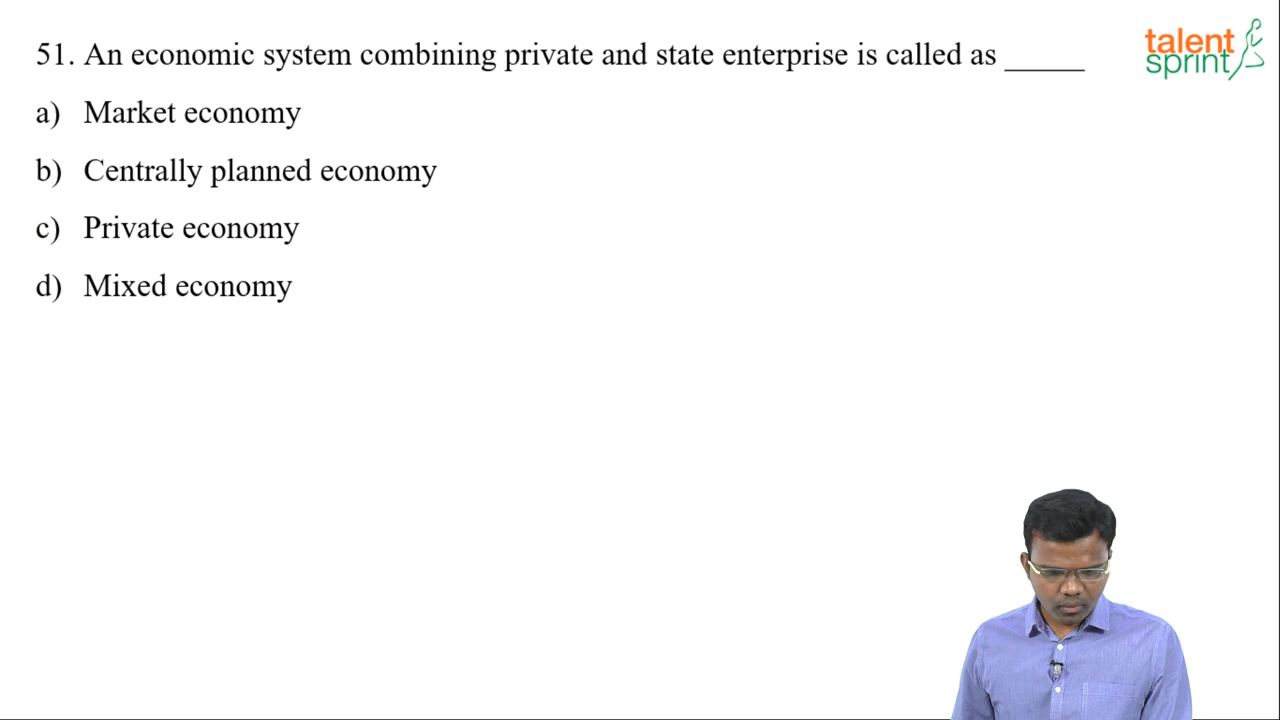 51. An economic system combining private and state enterprise is called as _____
talent
sprint
a) Market economy
b) Centrally planned economy
c) Private economy
d) Mixed economy